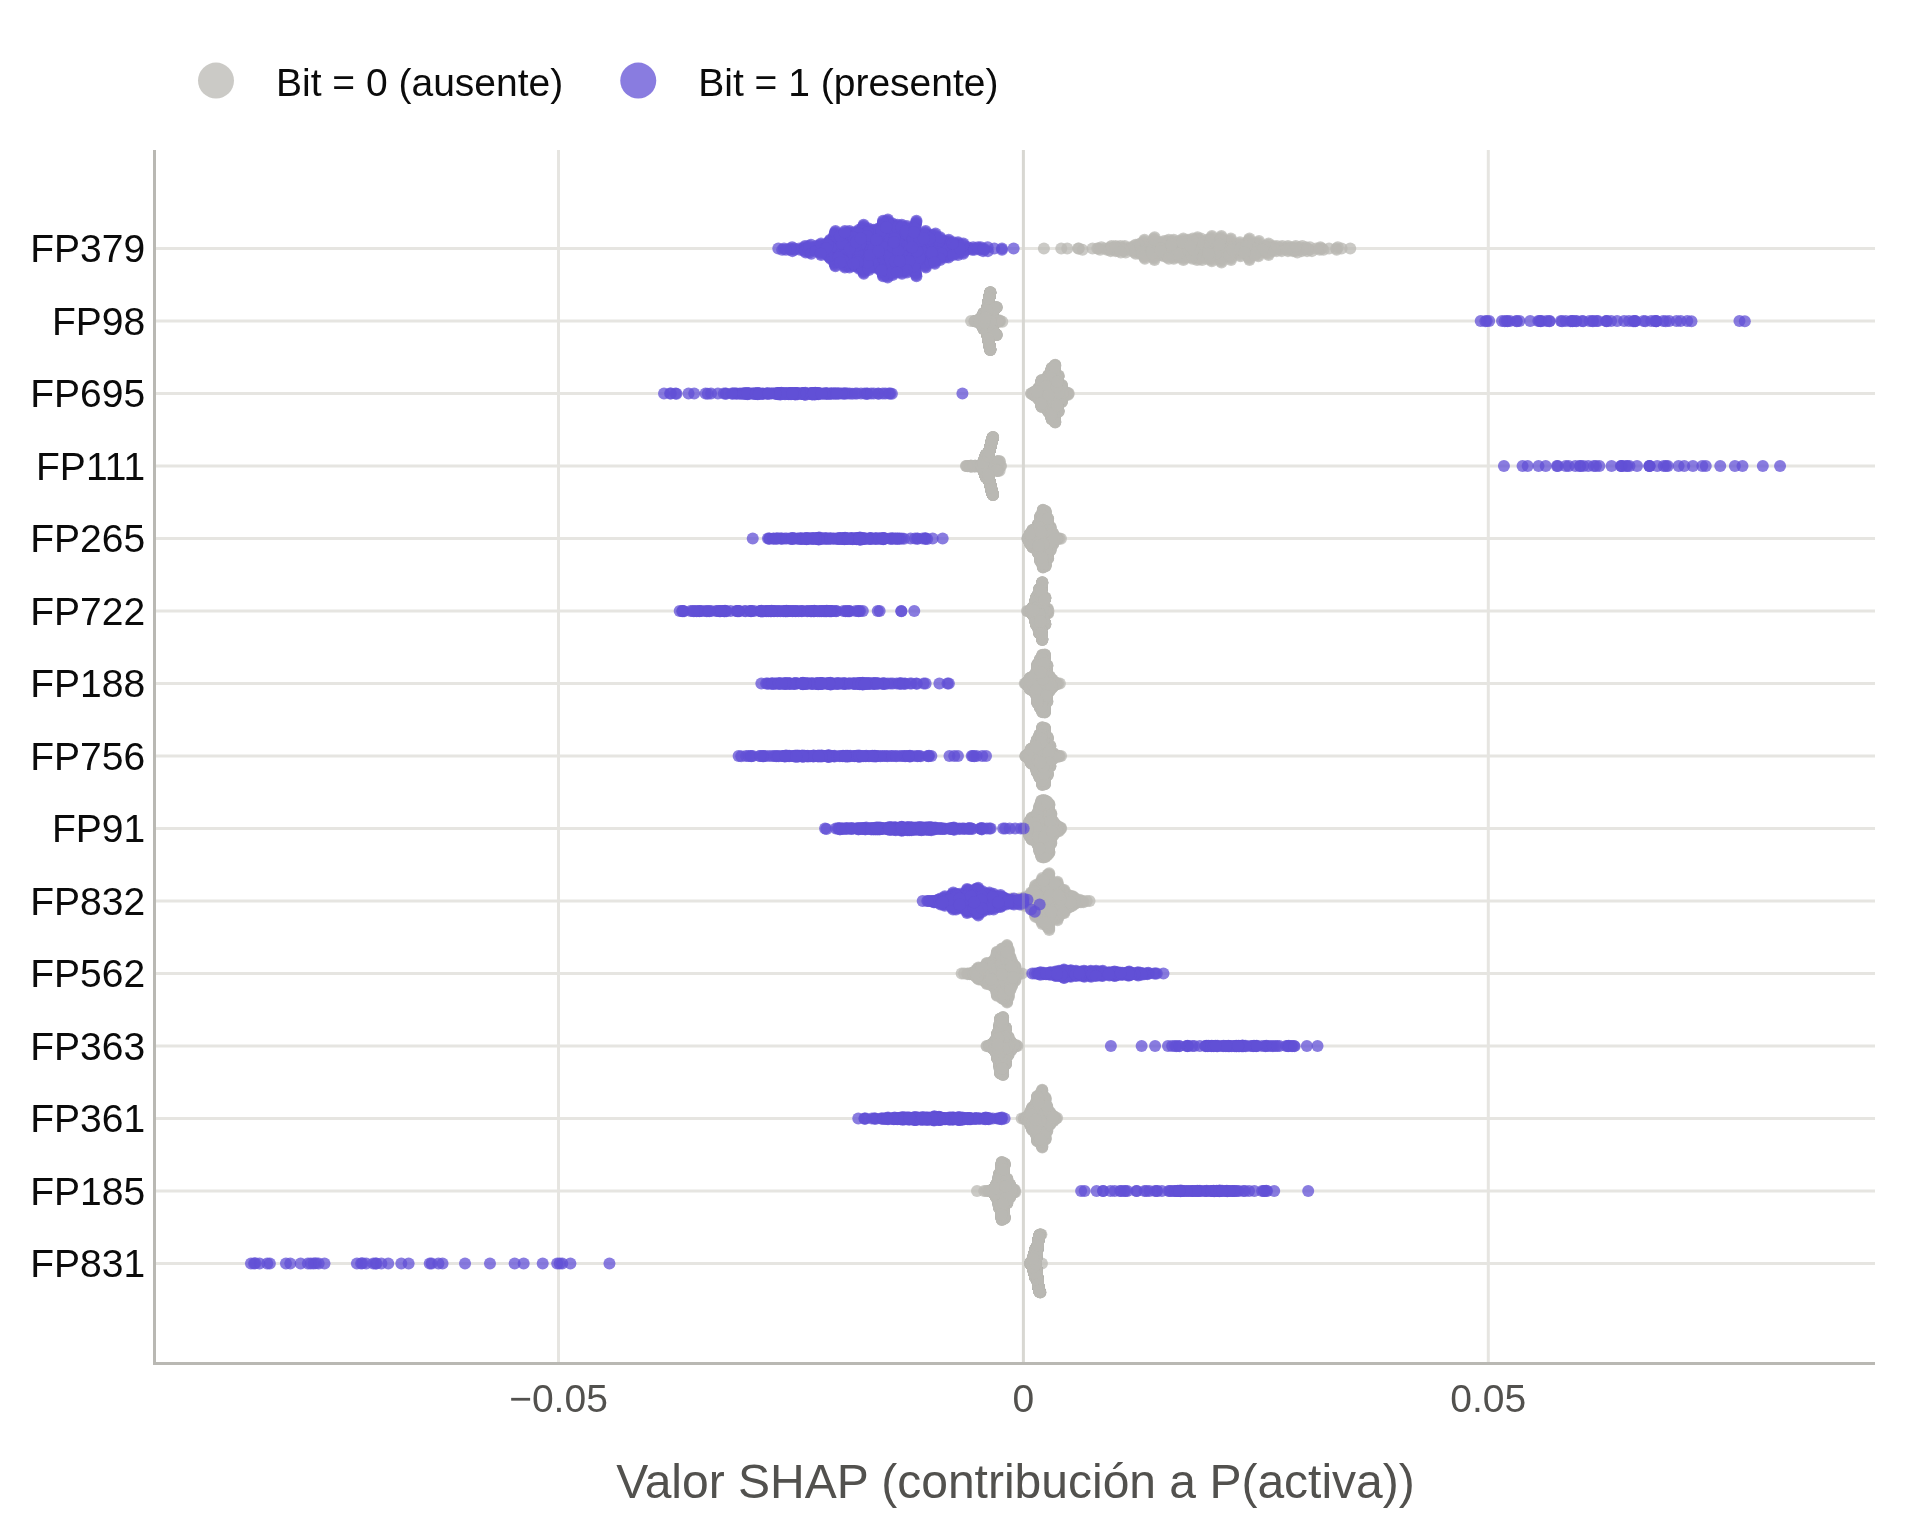 Bit = 0 (ausente) Bit = 1 (presente)
FP379
FP98
FP695
FP111
FP265
FP722
FP188
FP756
FP91
FP832
FP562
FP363
FP361
FP185
FP831
−0.05 0 0.05
Valor SHAP (contribución a P(activa))